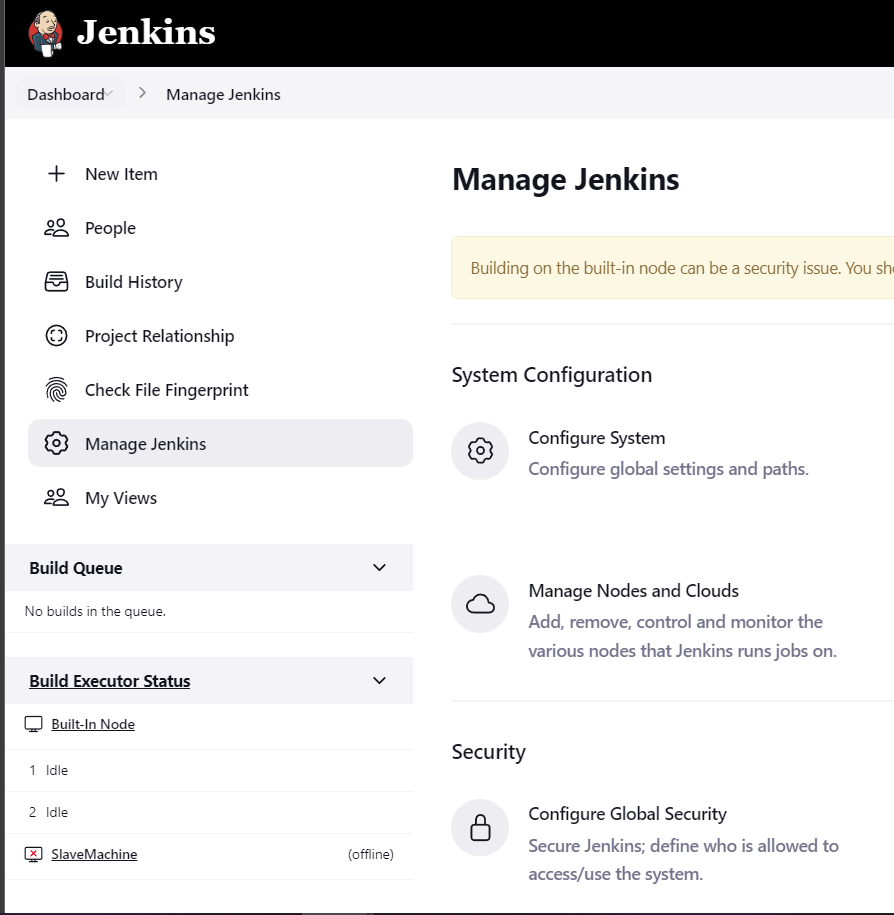 Jenkins
Dashboard
Manage Jenkins
New Item
People
Build History
Project Relationship
Check File Fingerprint
Manage Jenkins
My Views
Build Queue
No builds in the queue.
Build Executor Status
Built-In Node
1 Idle
2 Idle
SlaveMachine (offline)
Manage Jenkins
Building on the built-in node can be a security issue. You
System Configuration
Configure System
Configure global settings and paths.
Manage Nodes and Clouds
Add, remove, control and monitor the
various nodes that Jenkins runs jobs on.
Security
Configure Global Security
Secure Jenkins; define who is allowed to
access/use the system.